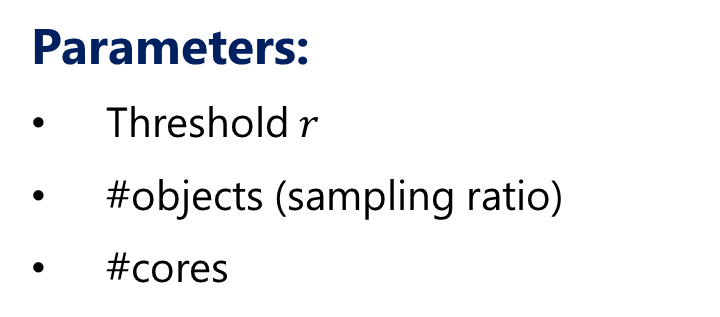 Parameters:
• Threshold r
• #objects (sampling ratio)
• #cores